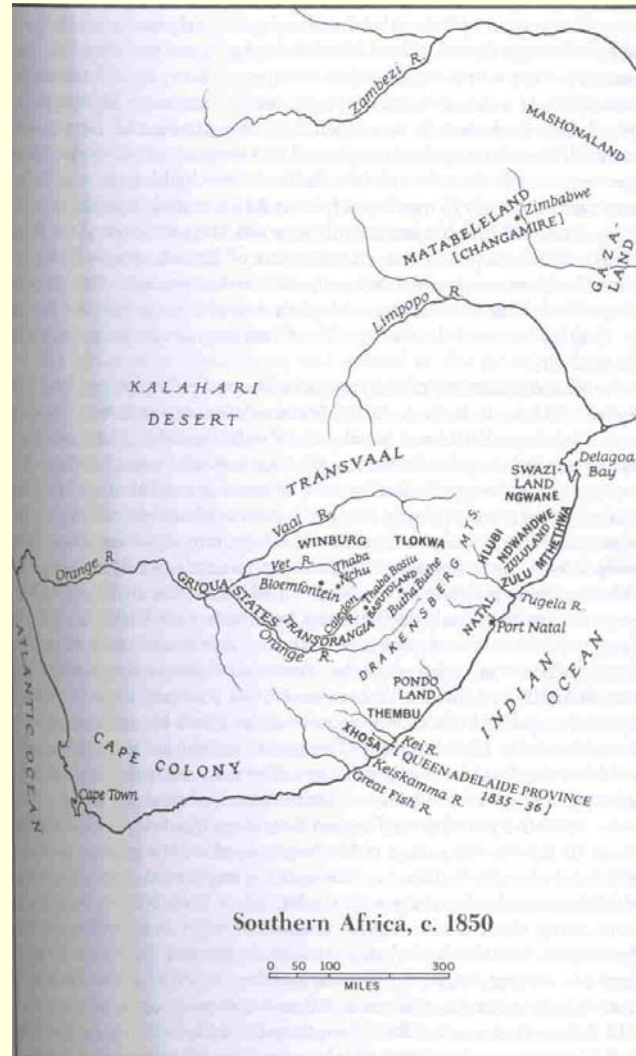 Zambezi R.
MASHONALAND
Zimbabwe
MATABELELAND
[CHANGAMIRE]
GAZA
LAND
Limpopo R.
KALAHARI
DESERT
TRANSVAAL
Delagoa
Bay
SWAZI-
LAND
NGWANE
HLUBI
NDWANDWE
ZULULAND
MTHETHWA
ZULU
NATAL
Vaal R.
WINBURG
TLOKWA
Vet R.
Thaba
Nchu
Bloemfontein
Caledon R.
Thaba Bosiu
BASUTOLAND
Butha Buthe
DRAKENSBERG MTS.
Orange R.
GRIQUA
STATES
TRANSORANGIA
Orange R.
Tugela R.
Port Natal
INDIAN
OCEAN
ATLANTIC OCEAN
PONDO
LAND
THEMBU
XHOSA
Kei R.
[QUEEN ADELAIDE PROVINCE
1835-36]
Keiskamma R.
Great Fish R.
CAPE COLONY
Cape Town
Southern Africa, c. 1850
0 50 100 300
MILES